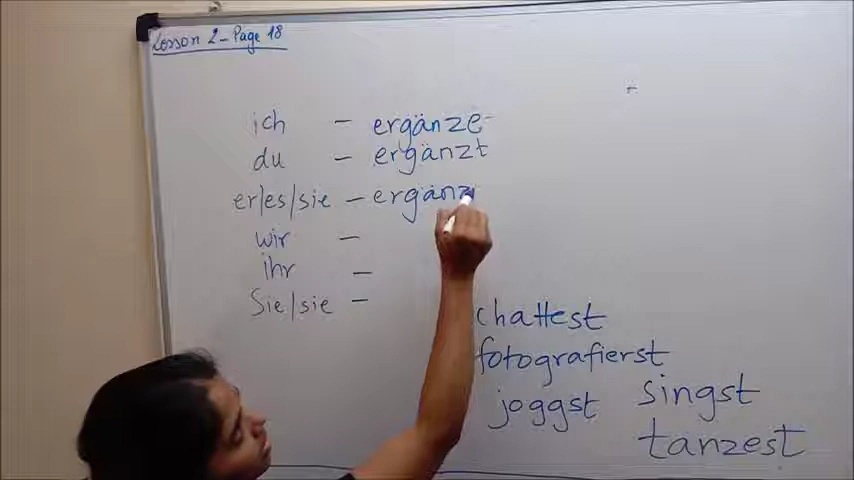 Lesson 2 - Page 18
ich - ergänze
du - ergänzt
er/es/sie - ergänz
wir -
ihr -
Sie/sie -
chattest
fotografierst
joggst singst
tanzest